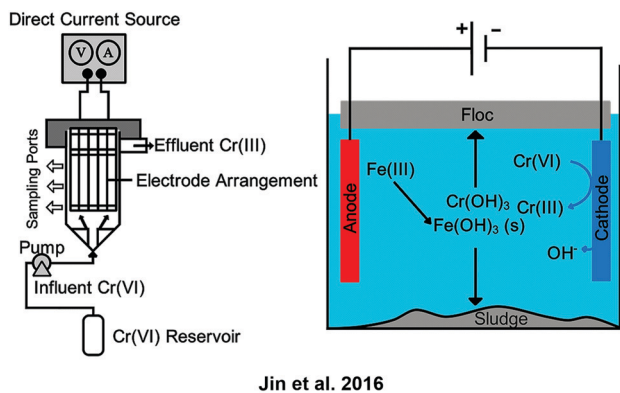 Direct Current Source
V A
Effluent Cr(III)
Sampling Ports
Electrode Arrangement
Pump
Influent Cr(VI)
Cr(VI) Reservoir
+ −
Floc
Anode
Fe(III)
Cr(OH)₃
Fe(OH)₃ (s)
Cr(VI)
Cr(III)
OH⁻
Cathode
Sludge
Jin et al. 2016